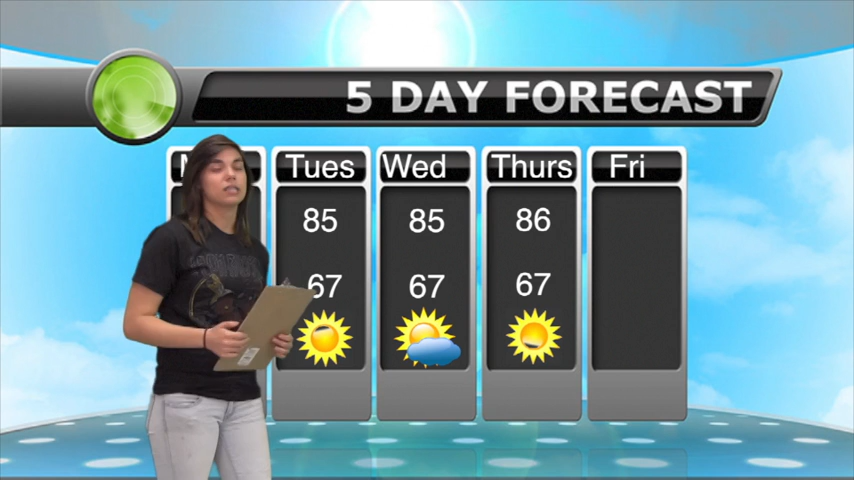 5 DAY FORECAST
Tues Wed Thurs Fri
85 85 86
67 67 67